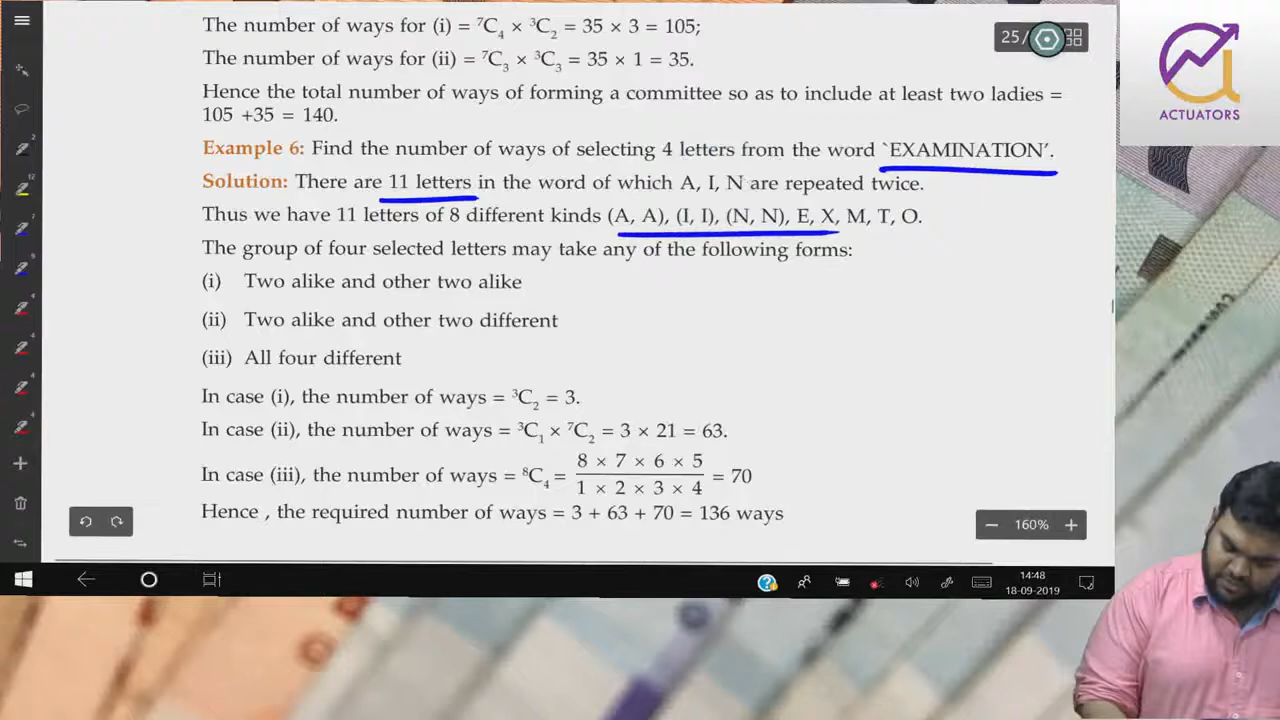 The number of ways for (i) = ⁷C₄ × ³C₂ = 35 × 3 = 105;
25/
The number of ways for (ii) = ⁷C₃ × ³C₃ = 35 × 1 = 35.
Hence the total number of ways of forming a committee so as to include at least two ladies =
105 +35 = 140.
ACTUATORS
Example 6: Find the number of ways of selecting 4 letters from the word `EXAMINATION'.
Solution: There are 11 letters in the word of which A, I, N are repeated twice.
Thus we have 11 letters of 8 different kinds (A, A), (I, I), (N, N), E, X, M, T, O.
The group of four selected letters may take any of the following forms:
(i) Two alike and other two alike
(ii) Two alike and other two different
(iii) All four different
In case (i), the number of ways = ³C₂ = 3.
In case (ii), the number of ways = ³C₁ × ⁷C₂ = 3 × 21 = 63.
In case (iii), the number of ways = ⁸C₄ = 8 × 7 × 6 × 5 / 1 × 2 × 3 × 4 = 70
Hence , the required number of ways = 3 + 63 + 70 = 136 ways
160%
14:48
18-09-2019